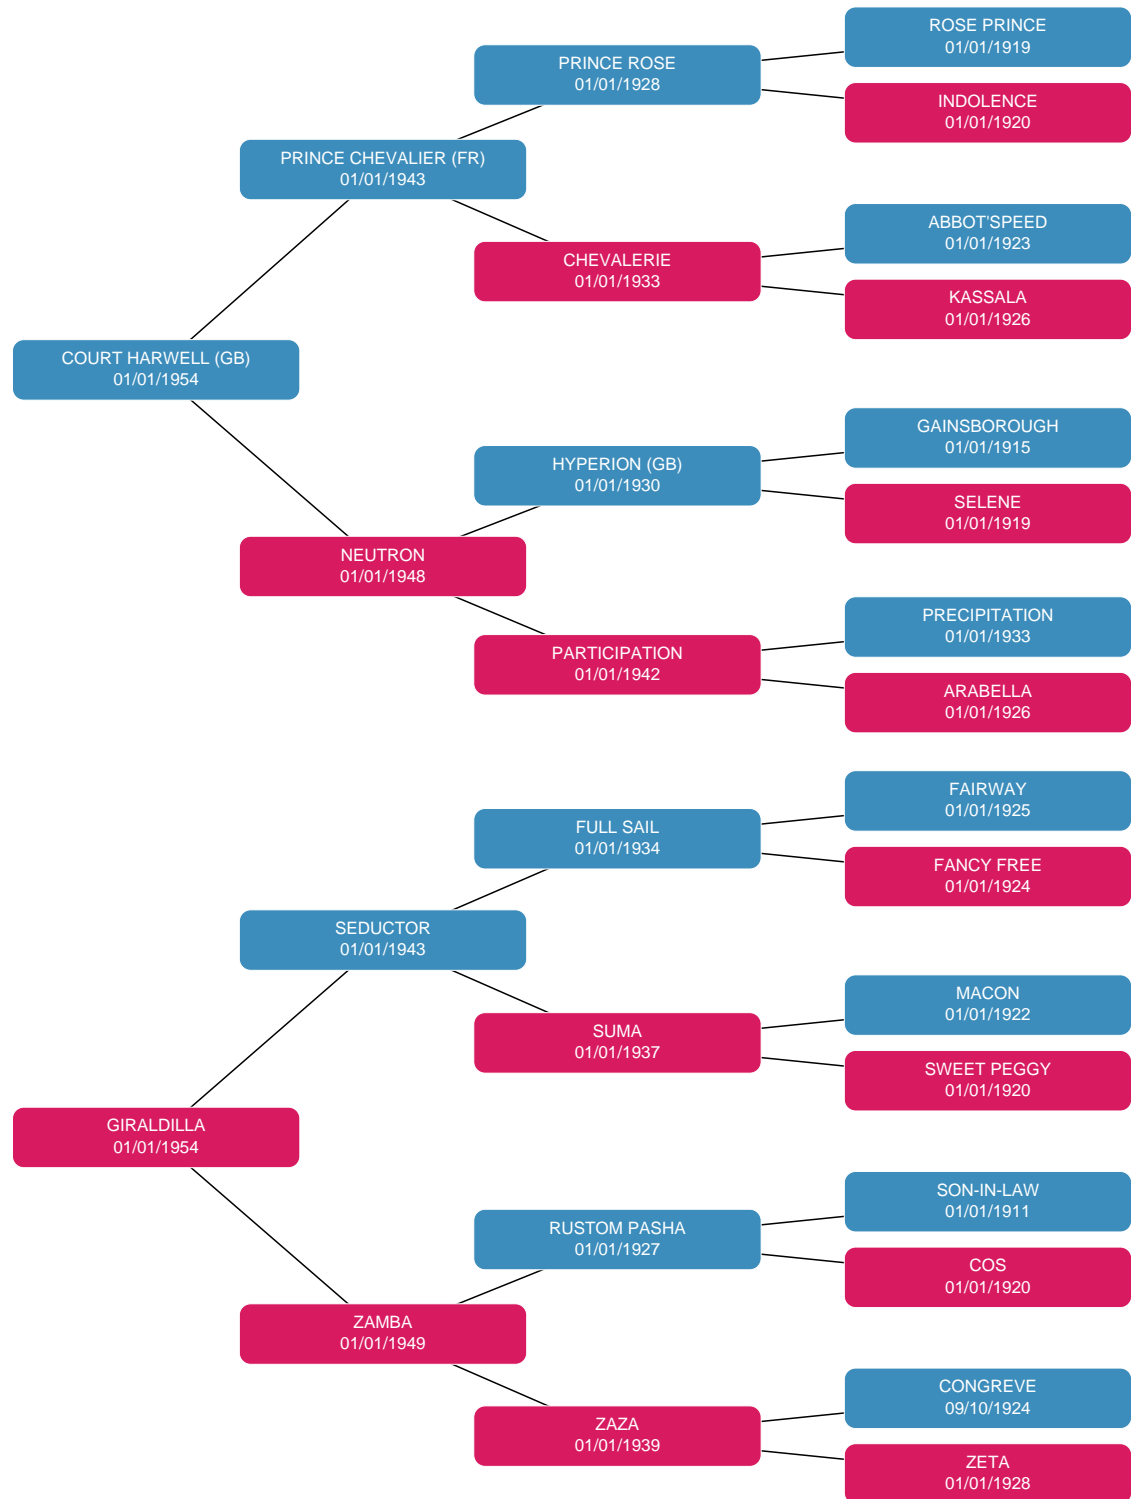 ROSE PRINCE
01/01/1919
PRINCE ROSE
01/01/1928
INDOLENCE
01/01/1920
PRINCE CHEVALIER (FR)
01/01/1943
ABBOT'SPEED
01/01/1923
CHEVALERIE
01/01/1933
KASSALA
01/01/1926
COURT HARWELL (GB)
01/01/1954
GAINSBOROUGH
01/01/1915
HYPERION (GB)
01/01/1930
SELENE
01/01/1919
NEUTRON
01/01/1948
PRECIPITATION
01/01/1933
PARTICIPATION
01/01/1942
ARABELLA
01/01/1926
FAIRWAY
01/01/1925
FULL SAIL
01/01/1934
FANCY FREE
01/01/1924
SEDUCTOR
01/01/1943
MACON
01/01/1922
SUMA
01/01/1937
SWEET PEGGY
01/01/1920
GIRALDILLA
01/01/1954
SON-IN-LAW
01/01/1911
RUSTOM PASHA
01/01/1927
COS
01/01/1920
ZAMBA
01/01/1949
CONGREVE
09/10/1924
ZAZA
01/01/1939
ZETA
01/01/1928